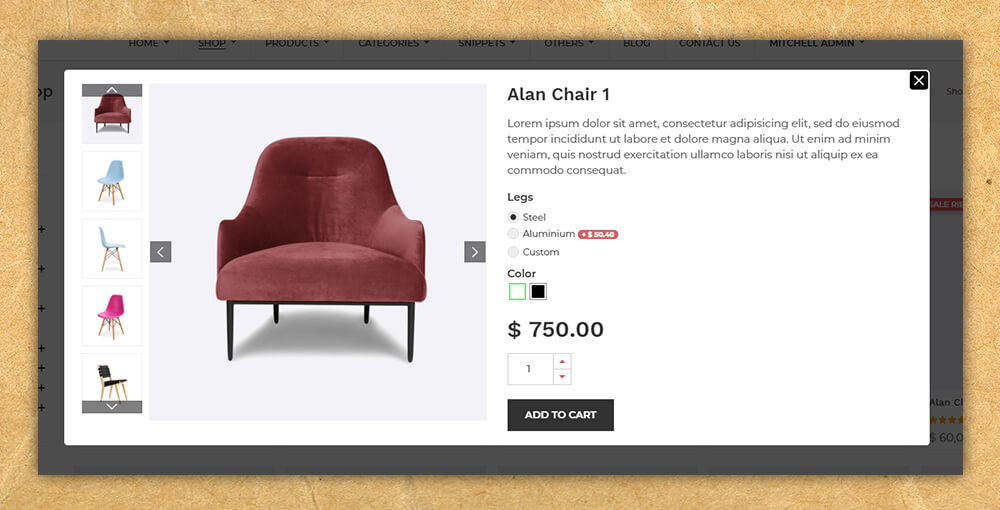 HOME SHOP PRODUCTS CATEGORIES SNIPPETS OTHERS BLOG CONTACT US MITCHELL ADMIN
Alan Chair 1
Lorem ipsum dolor sit amet, consectetur adipisicing elit, sed do eiusmod
tempor incididunt ut labore et dolore magna aliqua. Ut enim ad minim
veniam, quis nostrud exercitation ullamco laboris nisi ut aliquip ex ea
commodo consequat.
Legs
Steel
Aluminium + $ 50.40
Custom
Color
$ 750.00
1
ADD TO CART
SALE
Alan Ch
$ 60,0